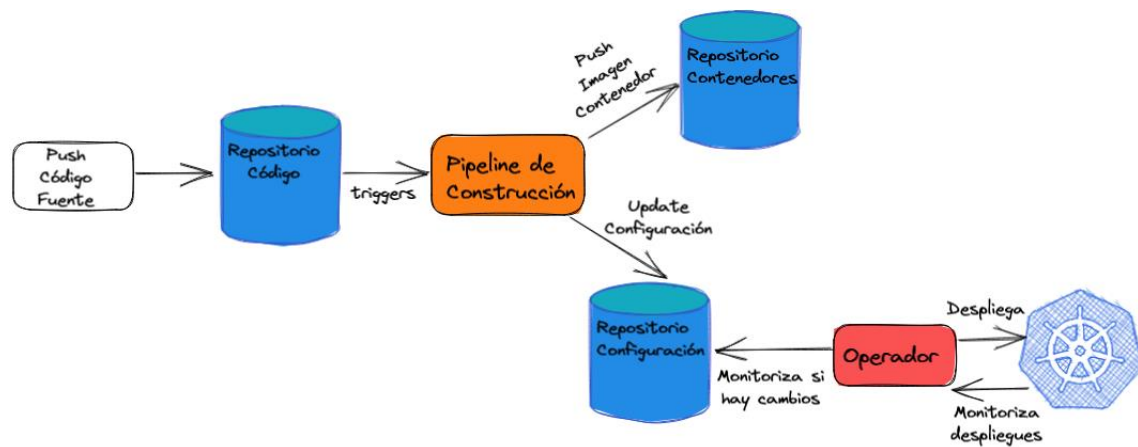 Push
Código
Fuente
Repositorio
Código
triggers
Pipeline de
Construcción
Push
Imagen
Contenedor
Repositorio
Contenedores
Update
Configuración
Repositorio
Configuración
Monitoriza si
hay cambios
Operador
Despliega
Monitoriza
despliegues